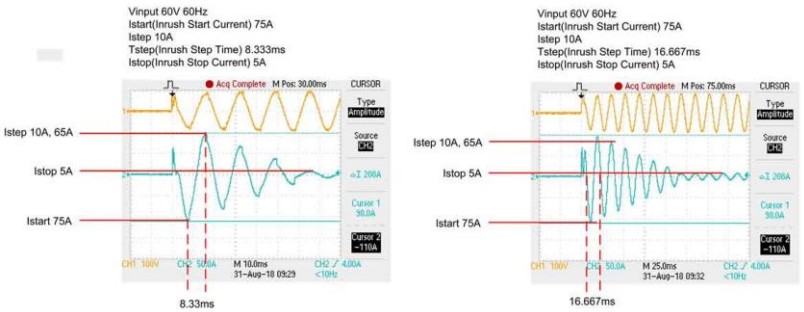 Vinput 60V 60Hz
Istart(Inrush Start Current) 75A
Istep 10A
Tstep(Inrush Step Time) 8.333ms
Istop(Inrush Stop Current) 5A
Acq Complete M Pos: 30.00ms CURSOR
Type
Amplitude
Source
CH2
ΔI 200A
Cursor 1
90.0A
Cursor 2
-110A
Istep 10A, 65A
Istop 5A
Istart 75A
CH1 100V CH2 50.0A M 10.0ms CH2 / 4.00A
31-Aug-18 09:29 <10Hz
8.33ms
Vinput 60V 60Hz
Istart(Inrush Start Current) 75A
Istep 10A
Tstep(Inrush Step Time) 16.667ms
Istop(Inrush Stop Current) 5A
Acq Complete M Pos: 75.00ms CURSOR
Type
Amplitude
Source
CH2
ΔI 200A
Cursor 1
90.0A
Cursor 2
-110A
Istep 10A, 65A
Istop 5A
Istart 75A
CH1 100V CH2 50.0A M 25.0ms CH2 / 4.00A
31-Aug-18 09:32 <10Hz
16.667ms